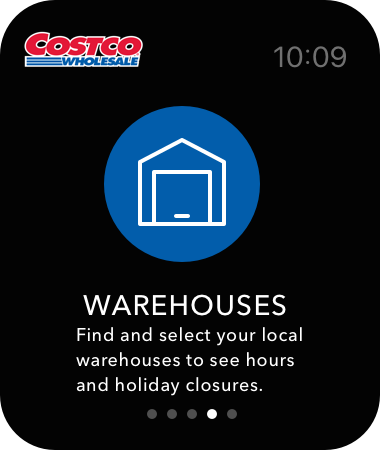 COSTCO
WHOLESALE
10:09
WAREHOUSES
Find and select your local
warehouses to see hours
and holiday closures.